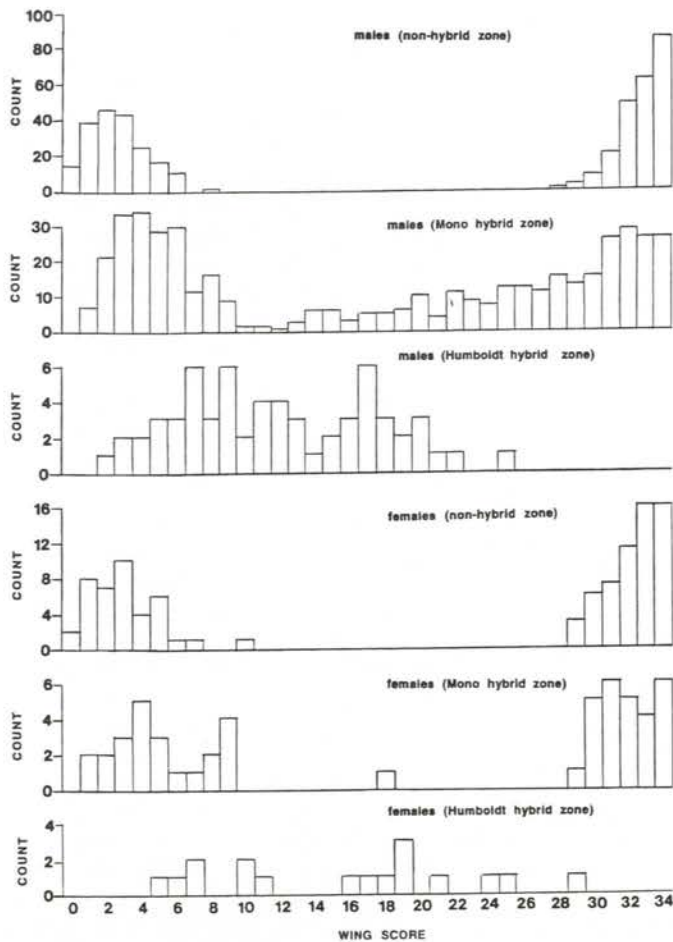 males (non-hybrid zone)
100
80
60
40
20
0
COUNT
males (Mono hybrid zone)
30
20
10
0
COUNT
males (Humboldt hybrid zone)
6
4
2
0
COUNT
females (non-hybrid zone)
16
12
8
4
0
COUNT
females (Mono hybrid zone)
6
4
2
0
COUNT
females (Humboldt hybrid zone)
4
2
0
COUNT
0 2 4 6 8 10 12 14 16 18 20 22 24 26 28 30 32 34
WING SCORE